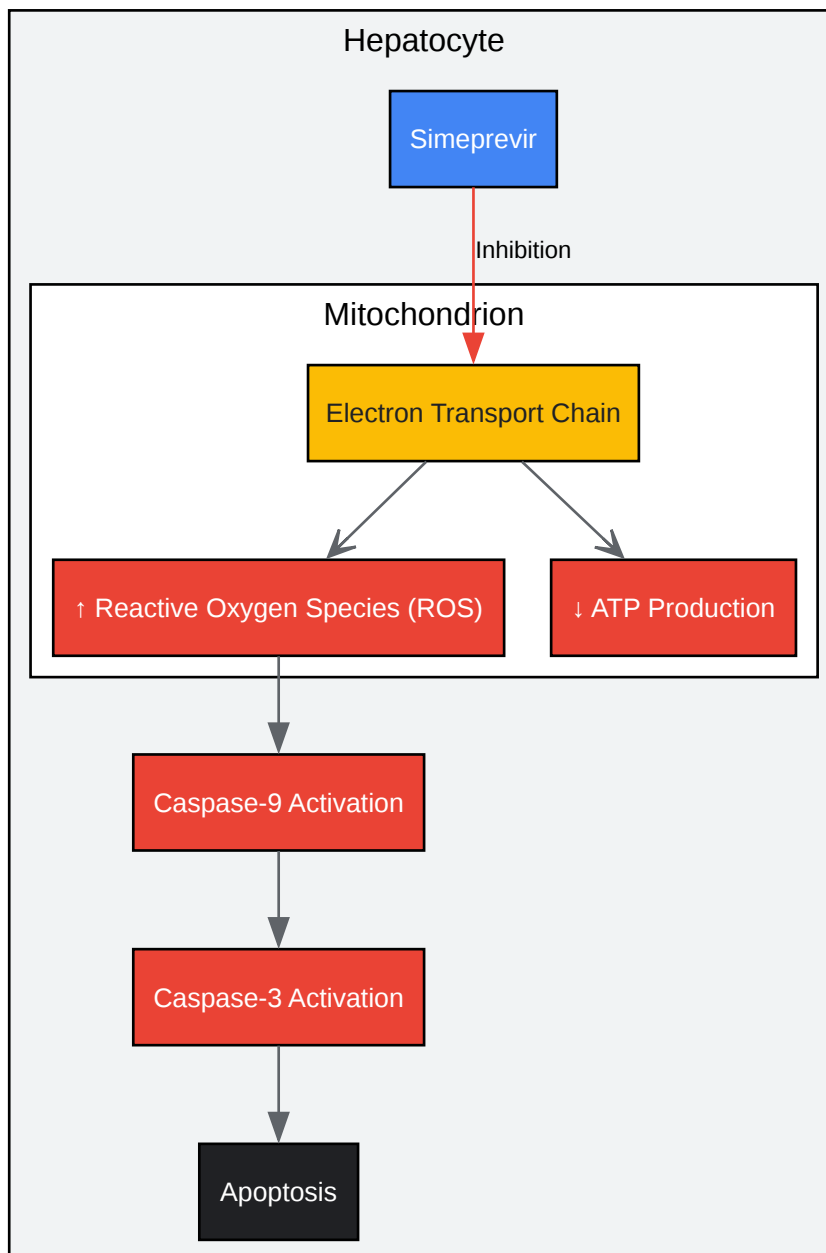 Hepatocyte
Simeprevir
Inhibition
Mitochondrion
Electron Transport Chain
↑ Reactive Oxygen Species (ROS)
↓ ATP Production
Caspase-9 Activation
Caspase-3 Activation
Apoptosis